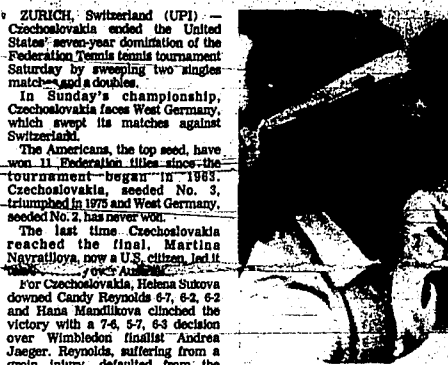 ZURICH, Switzerland (UPI) —
Czechoslovakia ended the United
States' seven-year domination of the
Federation Tennis tennis tournament
Saturday by sweeping two singles
matches and a doubles.
In Sunday's championship,
Czechoslovakia faces West Germany,
which swept its matches against
Switzerland.
The Americans, the top seed, have
won 11 Federation titles since the
tournament began in 1963.
Czechoslovakia, seeded No. 3,
triumphed in 1975 and West Germany,
seeded No. 2, has never won.
The last time Czechoslovakia
reached the final, Martina
Navratilova, now a U.S. citizen, led it
over
For Czechoslovakia, Helena Sukova
downed Candy Reynolds 6-7, 6-2, 6-2
and Hana Mandlikova clinched the
victory with a 7-6, 5-7, 6-3 decision
over Wimbledon finalist Andrea
Jaeger. Reynolds, suffering from a
groin injury, defaulted from the